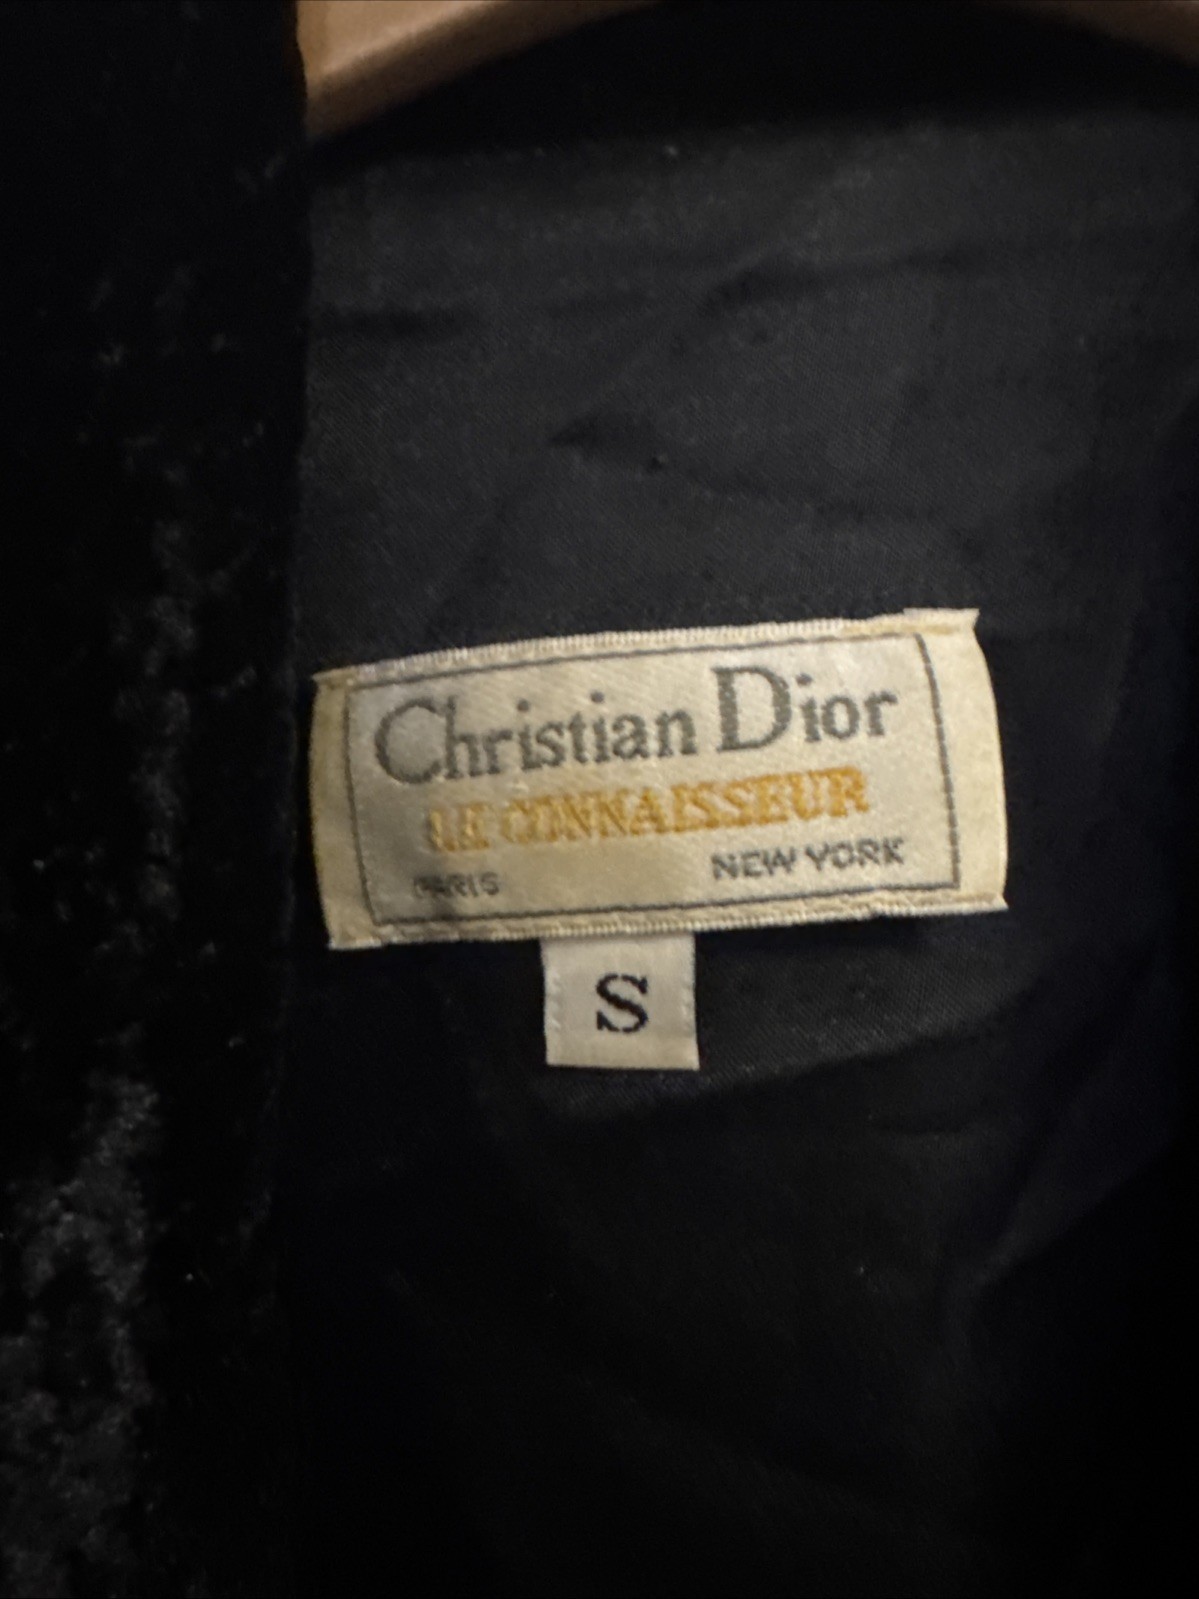 Christian Dior
LE CONNAISSEUR
PARIS NEW YORK
S